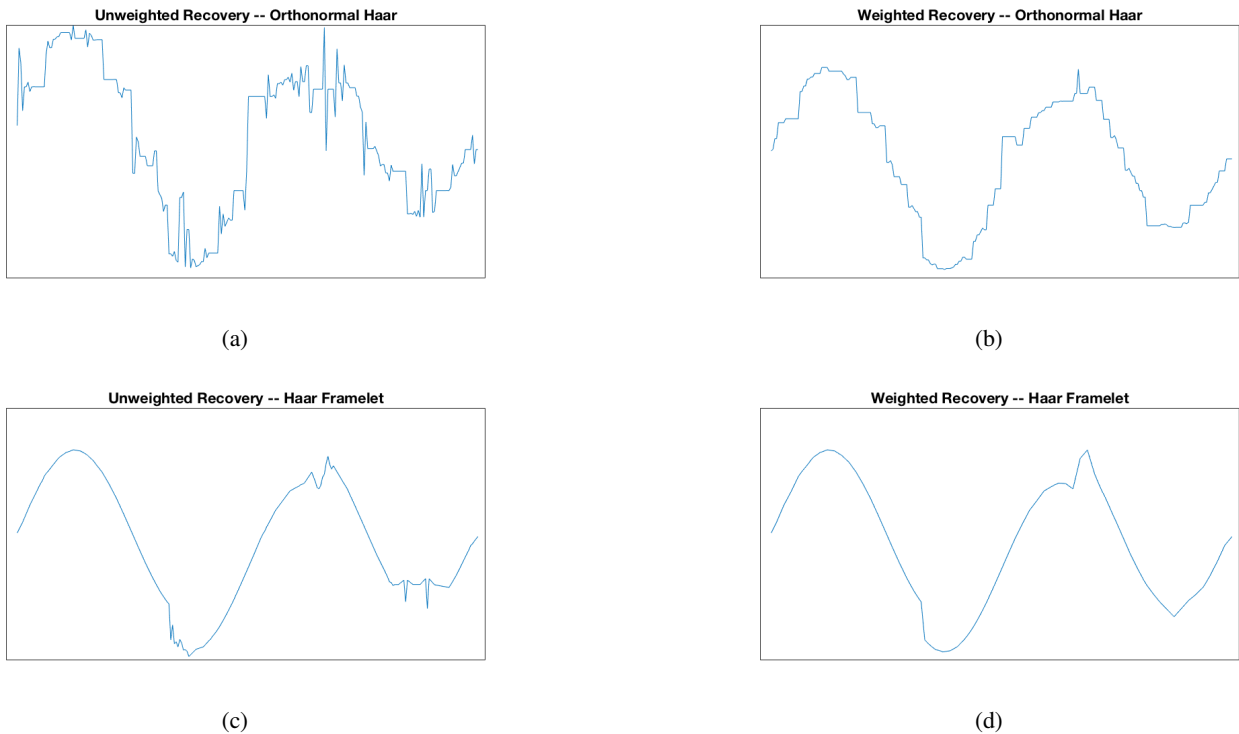 Unweighted Recovery -- Orthonormal Haar
Weighted Recovery -- Orthonormal Haar
(a)
(b)
Unweighted Recovery -- Haar Framelet
Weighted Recovery -- Haar Framelet
(c)
(d)